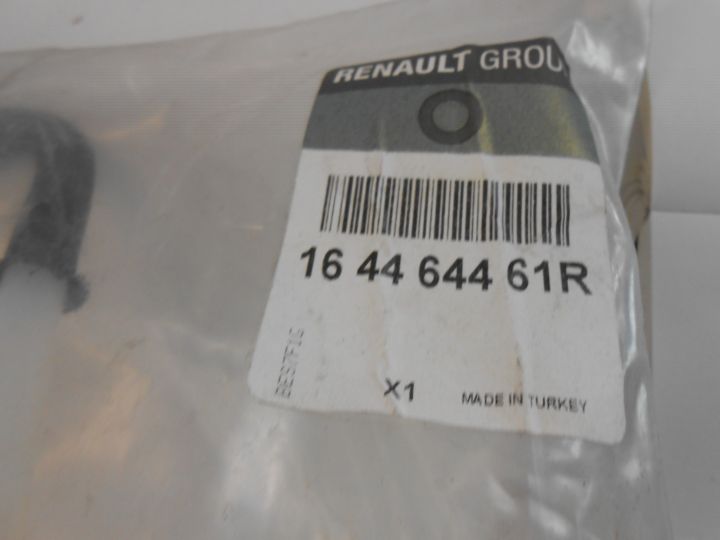 RENAULT GROU
16 44 644 61R
X1
MADE IN TURKEY